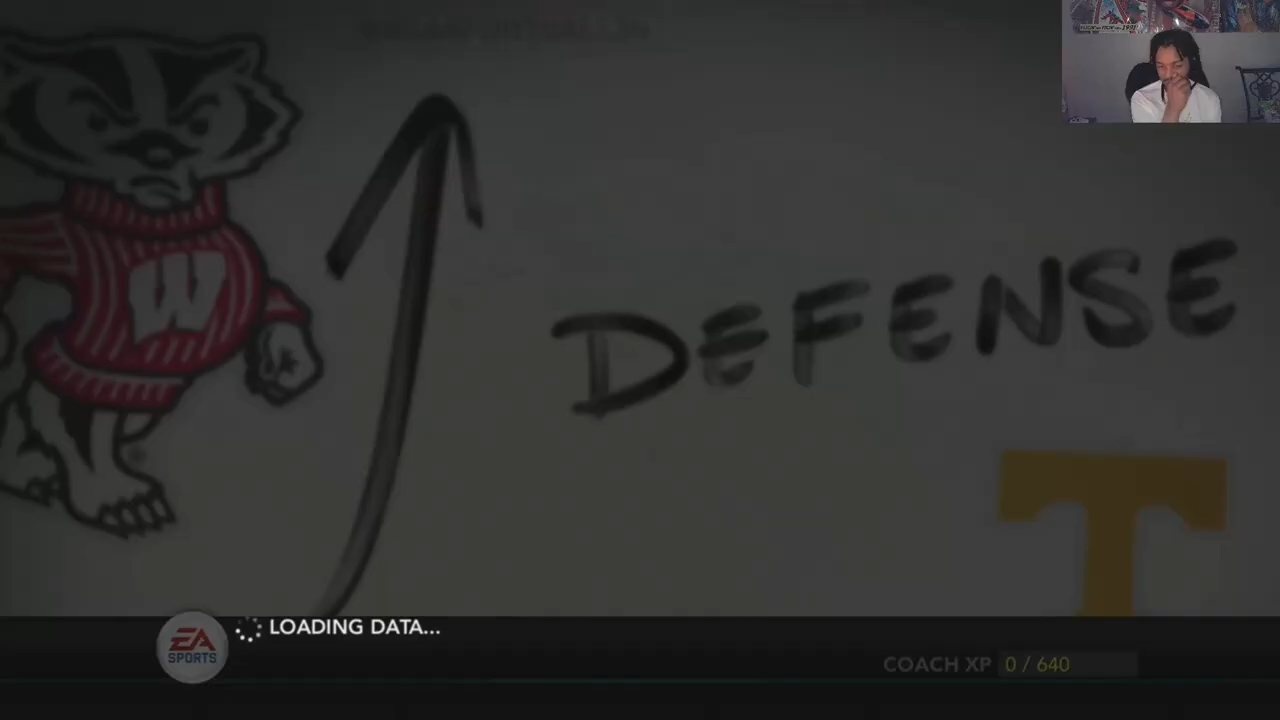 W
DEFENSE
T
EA
SPORTS
LOADING DATA...
COACH XP 0 / 640